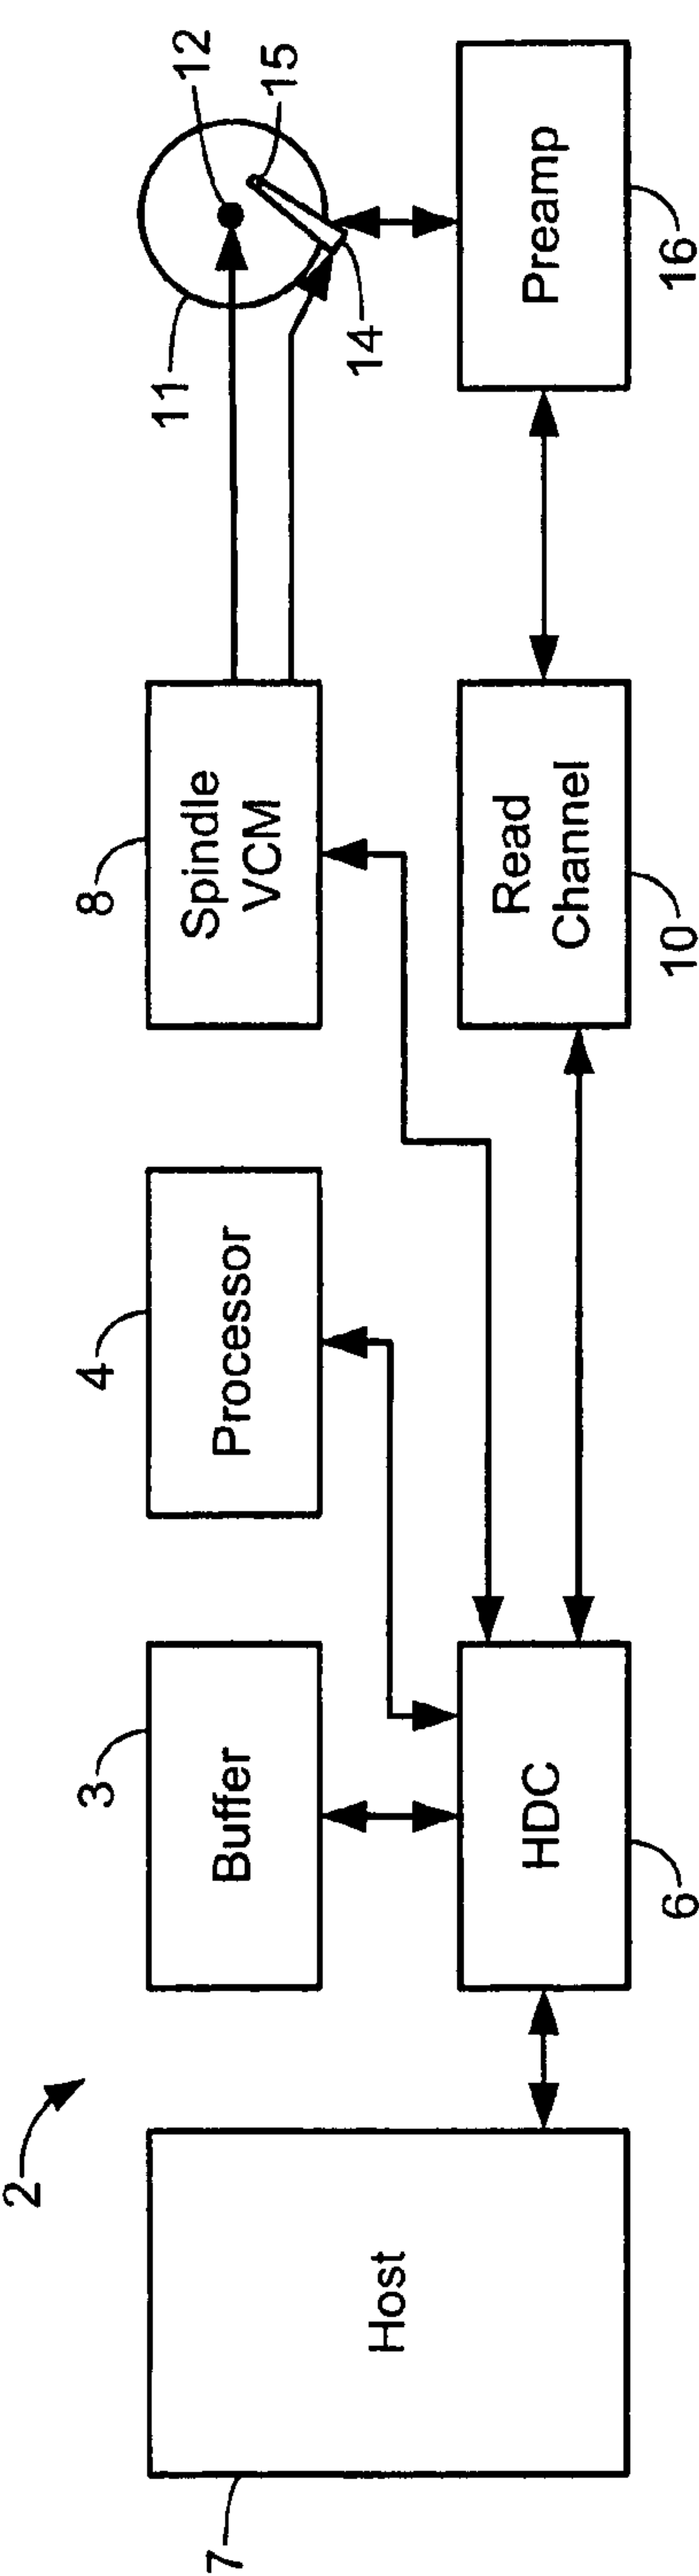 2
7
Host
3
Buffer
4
Processor
8
Spindle
VCM
11
12
15
14
HDC
6
Read
Channel
10
Preamp
16